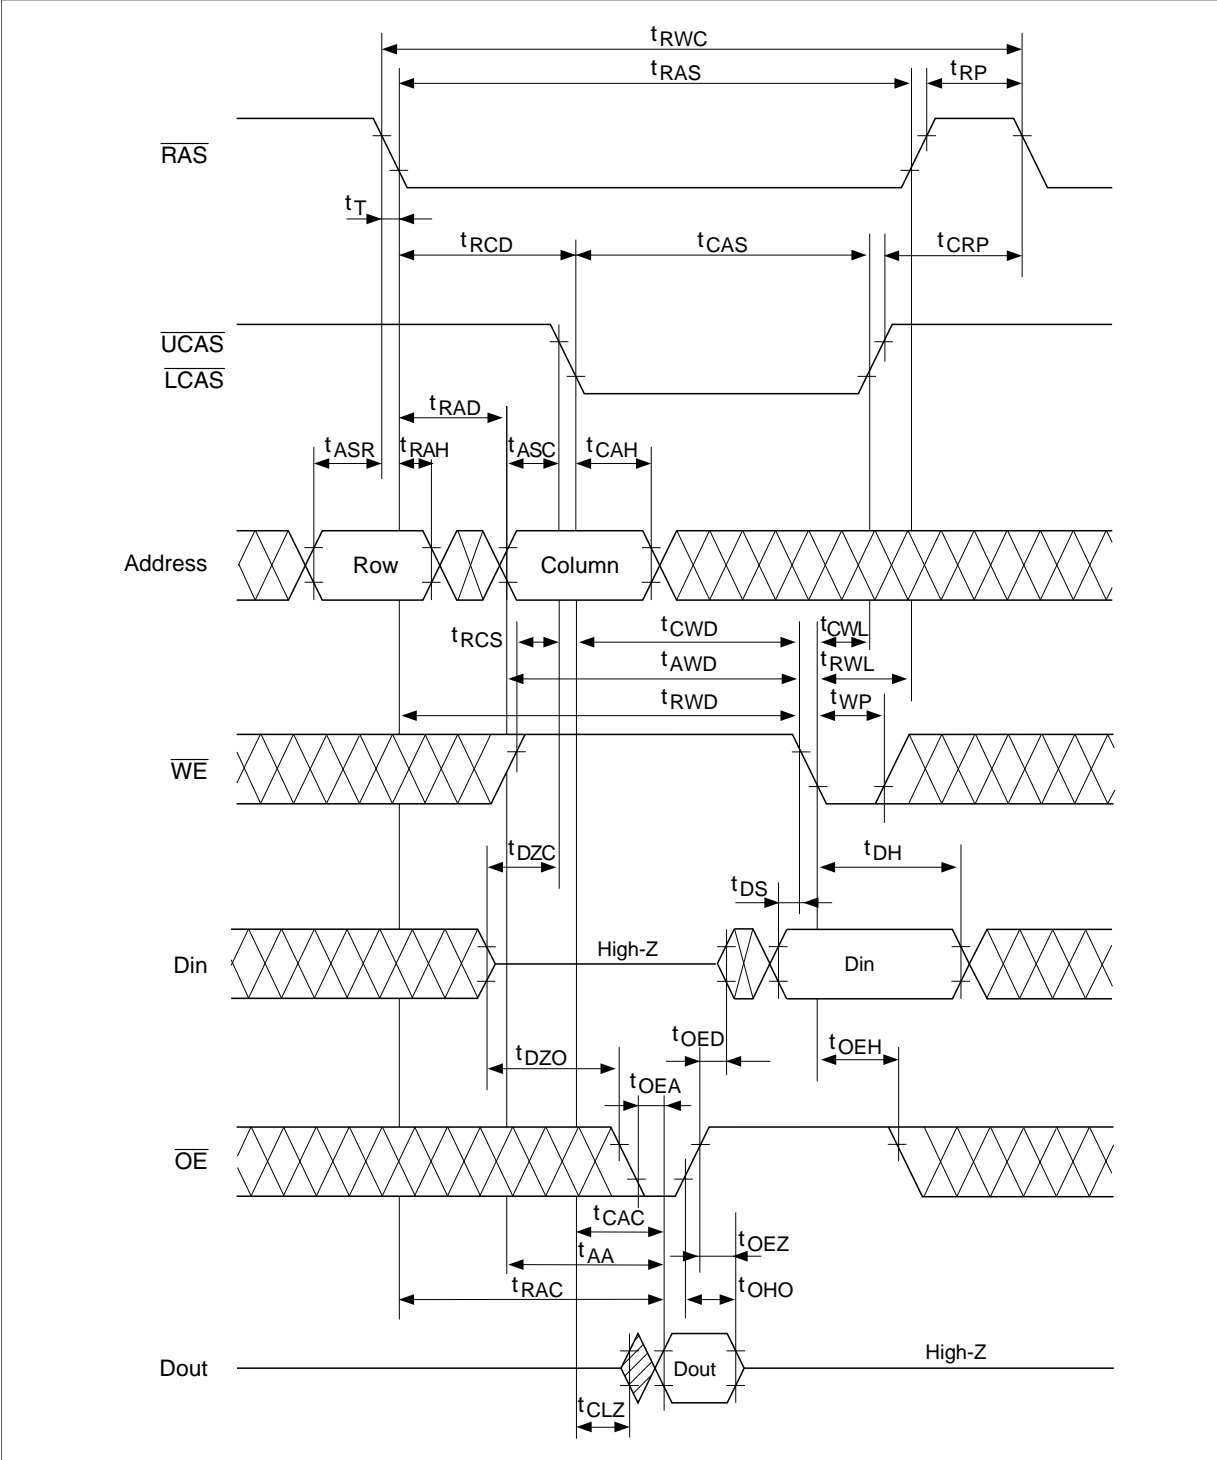 tRWC
tRAS
tRP
RAS
tT
tRCD
tCAS
tCRP
UCAS
LCAS
tRAD
tASR
tRAH
tASC
tCAH
Address
Row
Column
tRCS
tCWD
tCWL
tAWD
tRWL
tRWD
tWP
WE
tDZC
tDH
tDS
Din
High-Z
Din
tOED
tOEH
tDZO
tOEA
OE
tCAC
tOEZ
tAA
tRAC
tOHO
Dout
Dout
High-Z
tCLZ